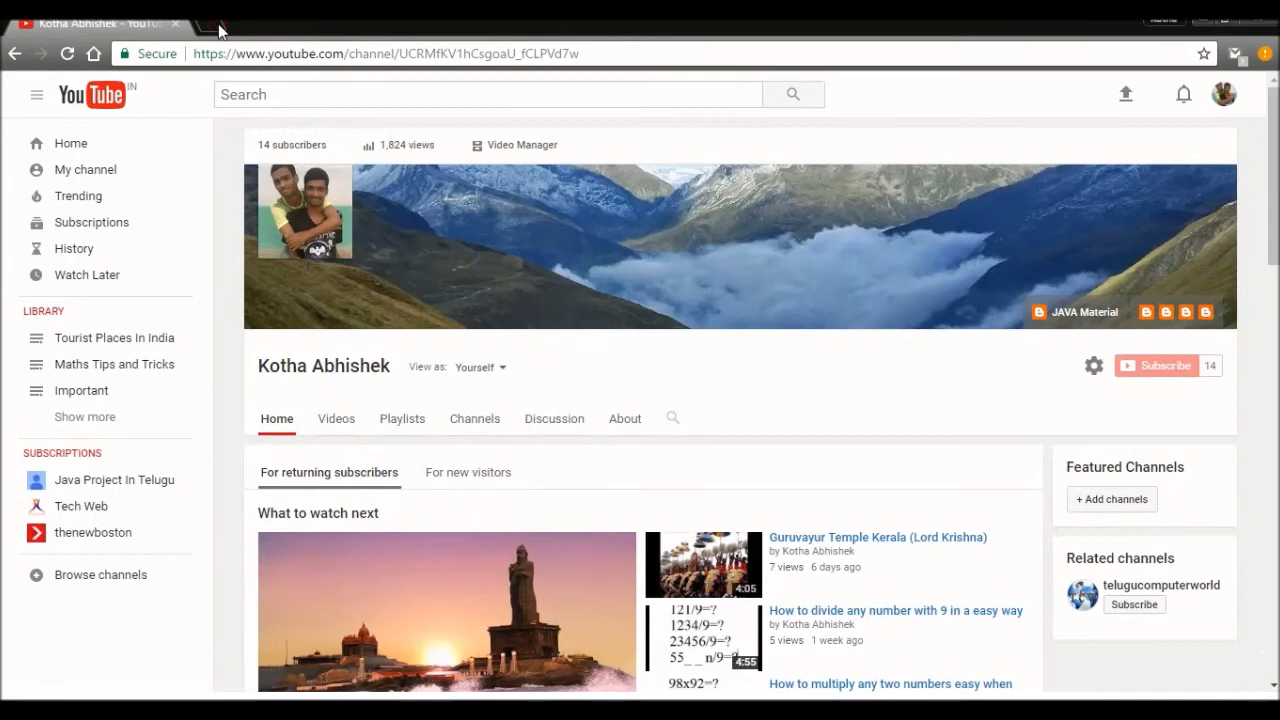 Kotha Abhishek - YouTu
Secure https://www.youtube.com/channel/UCRMfKV1hCsgoaU_fCLPVd7w
YouTube IN
Search
Home
My channel
Trending
Subscriptions
History
Watch Later
LIBRARY
Tourist Places In India
Maths Tips and Tricks
Important
Show more
SUBSCRIPTIONS
Java Project In Telugu
Tech Web
thenewboston
Browse channels
14 subscribers 1,824 views Video Manager
JAVA Material
Kotha Abhishek View as: Yourself
Subscribe 14
Home Videos Playlists Channels Discussion About
For returning subscribers For new visitors
What to watch next
4:05
Guruvayur Temple Kerala (Lord Krishna)
by Kotha Abhishek
7 views 6 days ago
121/9=?
1234/9=?
23456/9=?
55_ _ n/9=?
4:55
How to divide any number with 9 in a easy way
by Kotha Abhishek
5 views 1 week ago
98x92=?
How to multiply any two numbers easy when
Featured Channels
+ Add channels
Related channels
telugucomputerworld
Subscribe